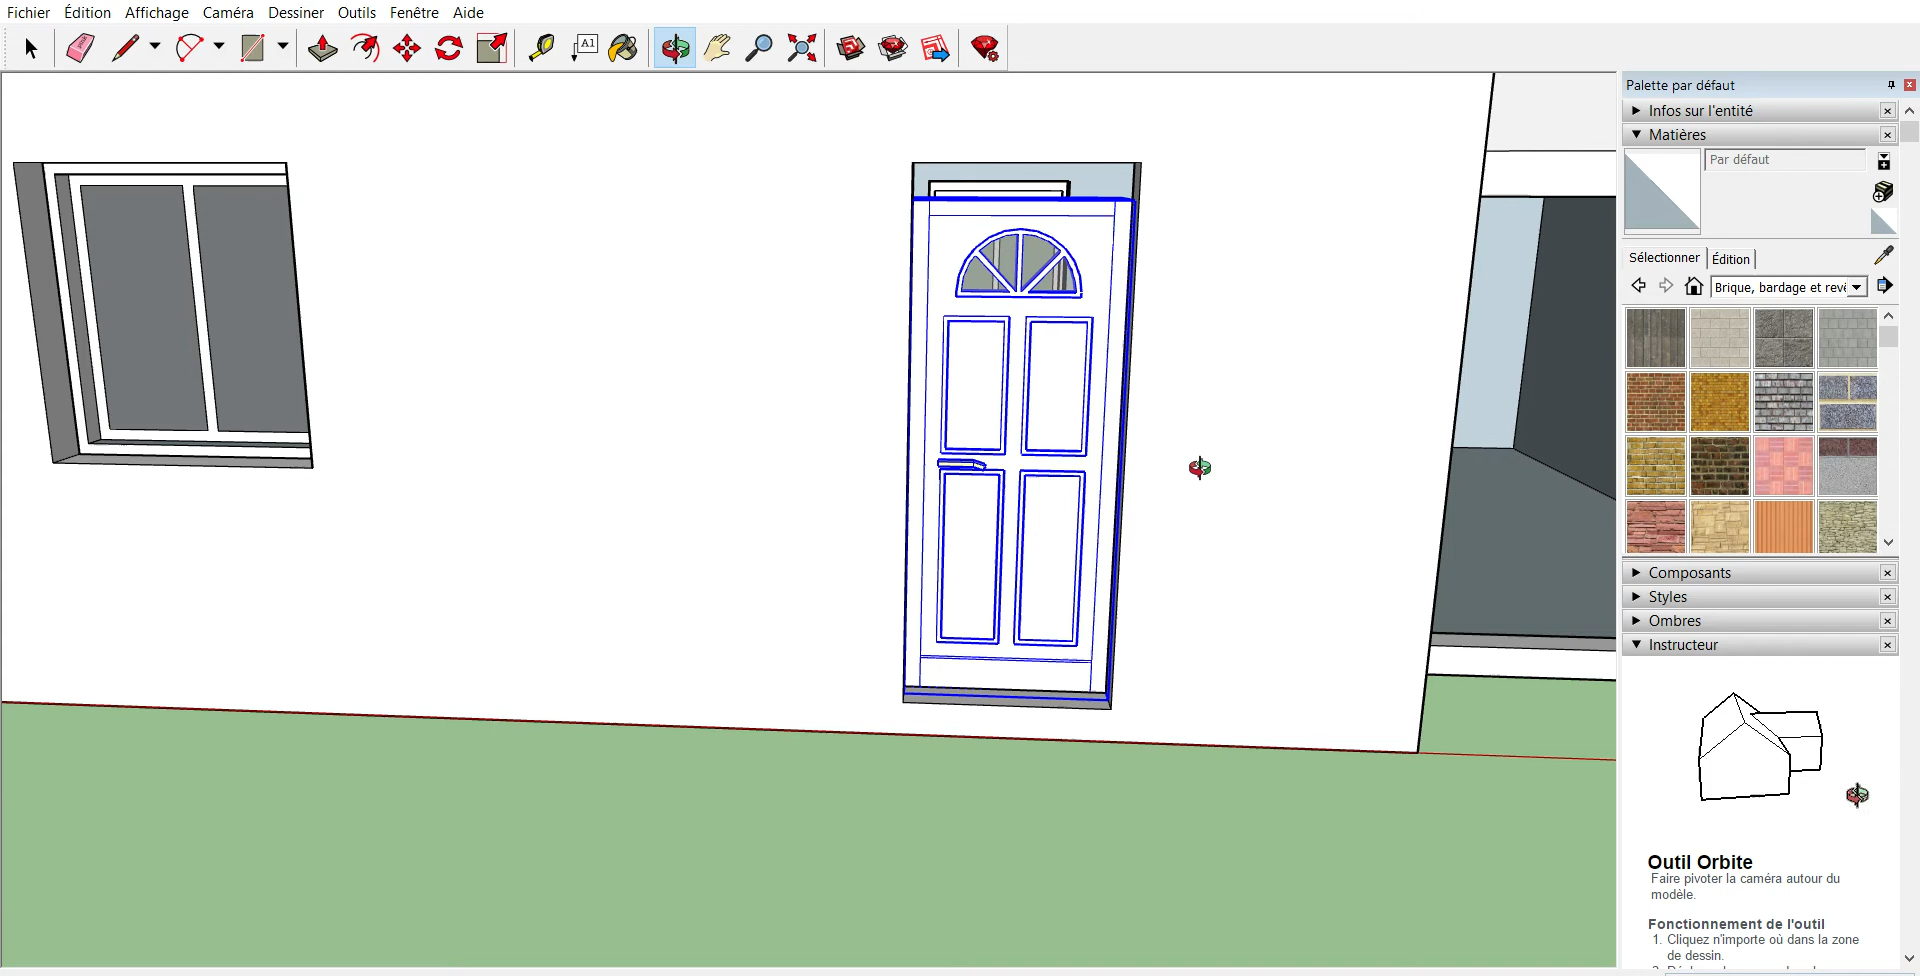 Fichier Édition Affichage Caméra Dessiner Outils Fenêtre Aide
A1
Palette par défaut
Infos sur l'entité
Matières
Par défaut
Sélectionner Édition
Brique, bardage et revê
Composants
Styles
Ombres
Instructeur
Outil Orbite
Faire pivoter la caméra autour du
modèle.
Fonctionnement de l'outil
1. Cliquez n'importe où dans la zone
de dessin.